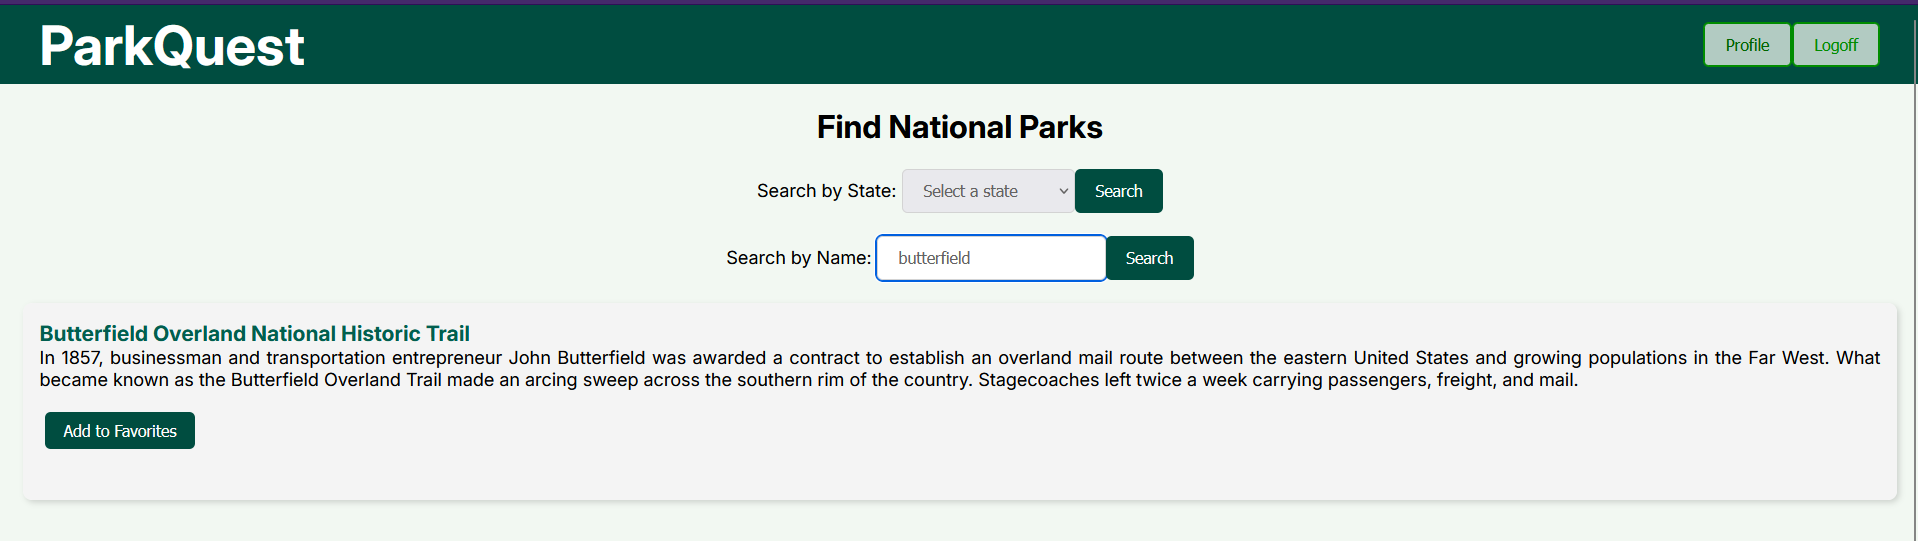 ParkQuest
Profile
Logoff
Find National Parks
Search by State: Select a state Search
Search by Name: butterfield Search
Butterfield Overland National Historic Trail
In 1857, businessman and transportation entrepreneur John Butterfield was awarded a contract to establish an overland mail route between the eastern United States and growing populations in the Far West. What
became known as the Butterfield Overland Trail made an arcing sweep across the southern rim of the country. Stagecoaches left twice a week carrying passengers, freight, and mail.
Add to Favorites